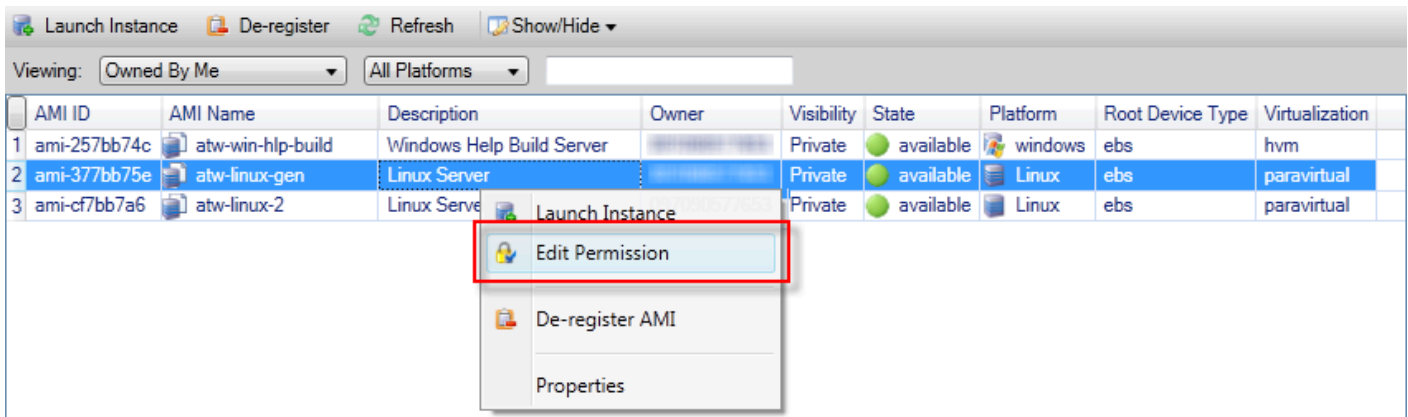 Launch Instance De-register Refresh Show/Hide
Viewing: Owned By Me All Platforms
AMI ID AMI Name Description Owner Visibility State Platform Root Device Type Virtualization
1 ami-257bb74c atw-win-hlp-build Windows Help Build Server Private available windows ebs hvm
2 ami-377bb75e atw-linux-gen Linux Server Private available Linux ebs paravirtual
3 ami-cf7bb7a6 atw-linux-2 Linux Serve Private available Linux ebs paravirtual
Launch Instance
Edit Permission
De-register AMI
Properties